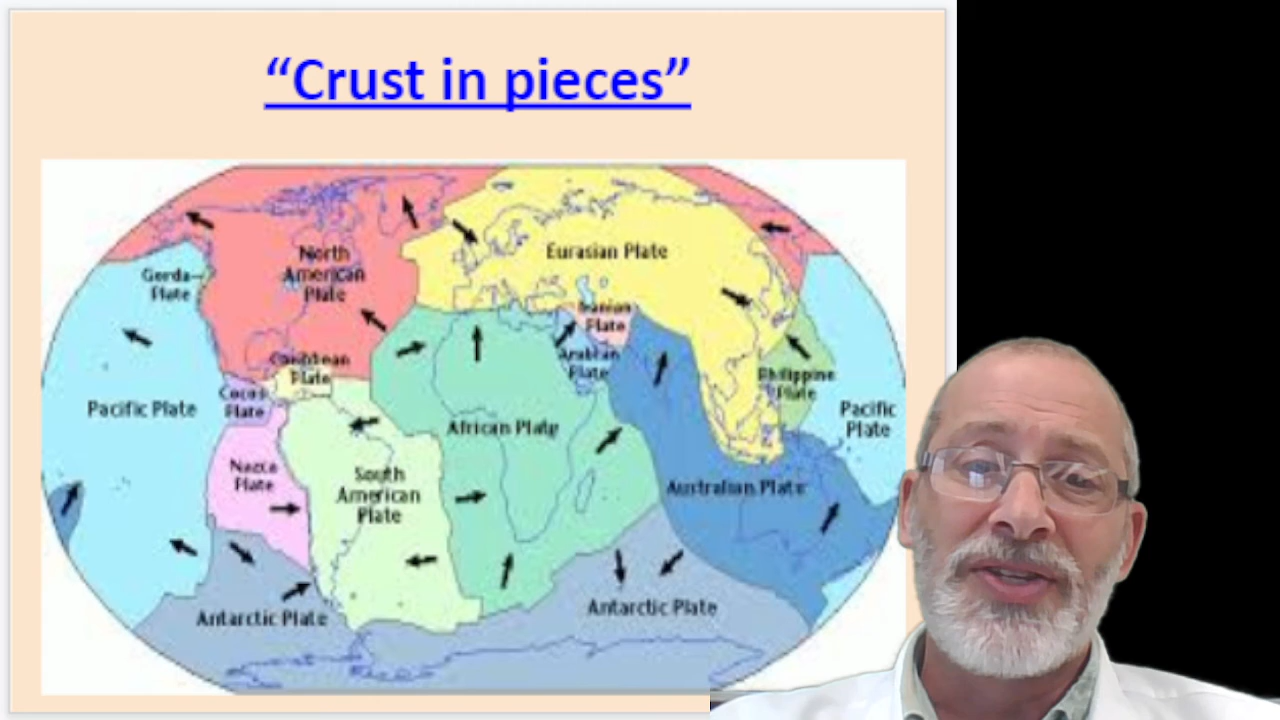 “Crust in pieces”
North
American
Plate
Eurasian Plate
Gorda
Plate
Iranian
Plate
Arabian
Plate
Caribbean
Plate
Cocos
Plate
Philippine
Plate
Pacific Plate
Pacific
Plate
African Plate
Nazca
Plate
South
American
Plate
Australian Plate
Antarctic Plate
Antarctic Plate